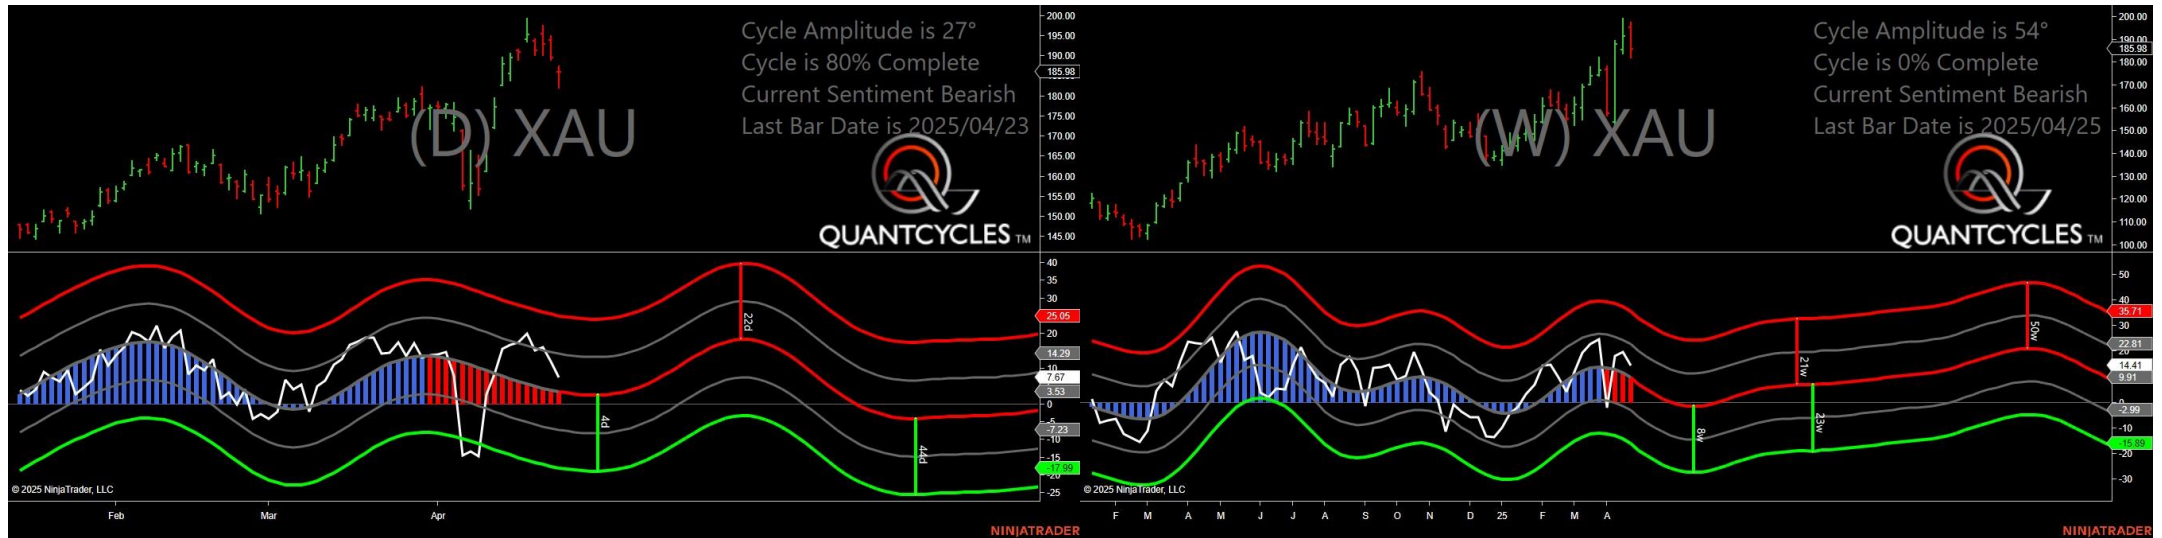 Cycle Amplitude is 27°
Cycle is 80% Complete
Current Sentiment Bearish
Last Bar Date is 2025/04/23
(D) XAU
QUANTCYCLES TM
200.00
195.00
190.00
185.98
180.00
175.00
170.00
165.00
160.00
155.00
150.00
145.00
40
35
30
25.05
20
14.29
10
7.67
3.53
0
-7.23
-10
-15
-17.99
-25
22d
4d
44d
© 2025 NinjaTrader, LLC
Feb
Mar
Apr
NINJATRADER
Cycle Amplitude is 54°
Cycle is 0% Complete
Current Sentiment Bearish
Last Bar Date is 2025/04/25
(W) XAU
QUANTCYCLES TM
200.00
190.00
185.98
180.00
170.00
160.00
150.00
140.00
130.00
120.00
110.00
100.00
50
40
35.71
30
22.81
20
14.41
9.91
0
-2.99
-10
-15.89
-20
-30
21w
50w
8w
23w
© 2025 NinjaTrader, LLC
F M A M J J A S O N D 25 F M A
NINJATRADER